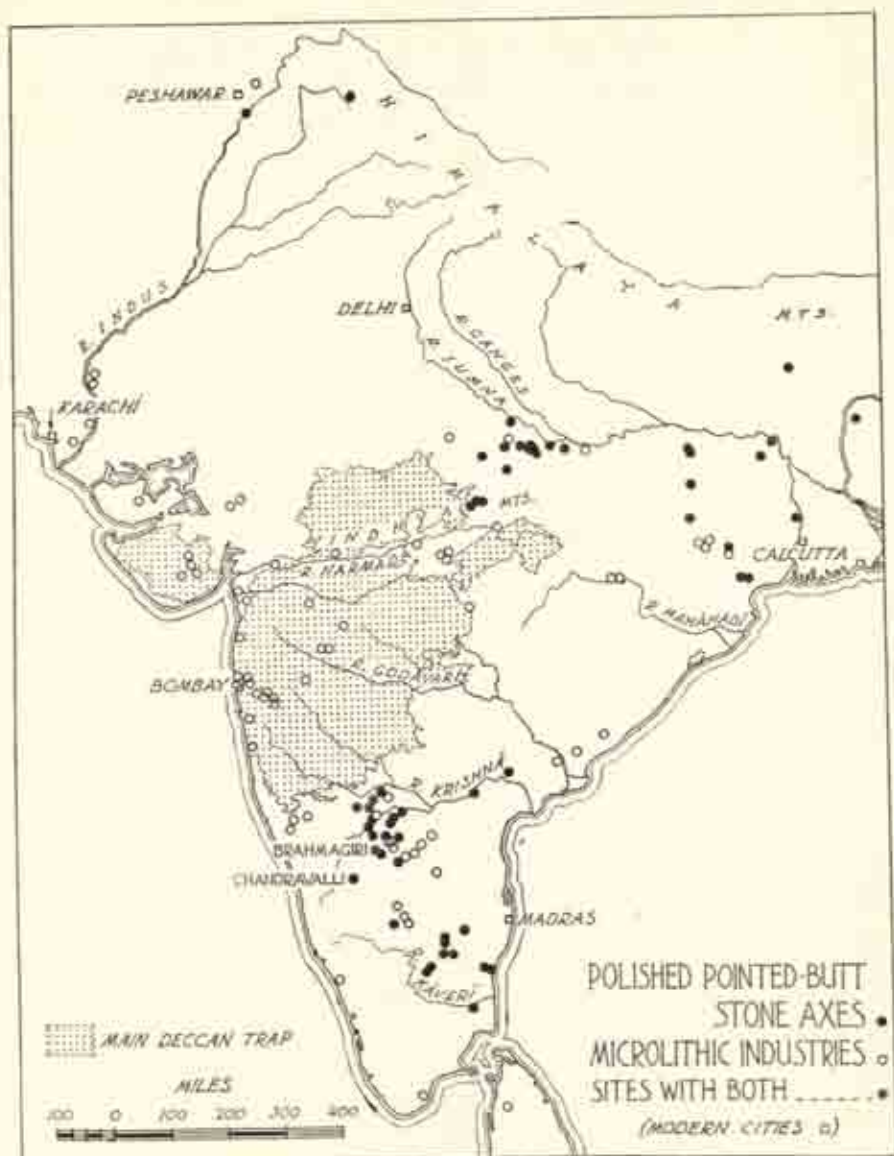 PESHAWAR
HIMALAYA
MTS.
R. INDUS
DELHI
R. GANGES
R. JUMNA
KARACHI
MTS.
VINDHYA
R. NARMADA
CALCUTTA
R. MAHANADI
R. GODAVARI
BOMBAY
R. KRISHNA
BRAHMAGIRI
CHANDRAVALLI
MADRAS
R. KAVERI
POLISHED POINTED-BUTT
STONE AXES
MICROLITHIC INDUSTRIES
SITES WITH BOTH
(MODERN CITIES)
MAIN DECCAN TRAP
MILES
100 0 100 200 300 400